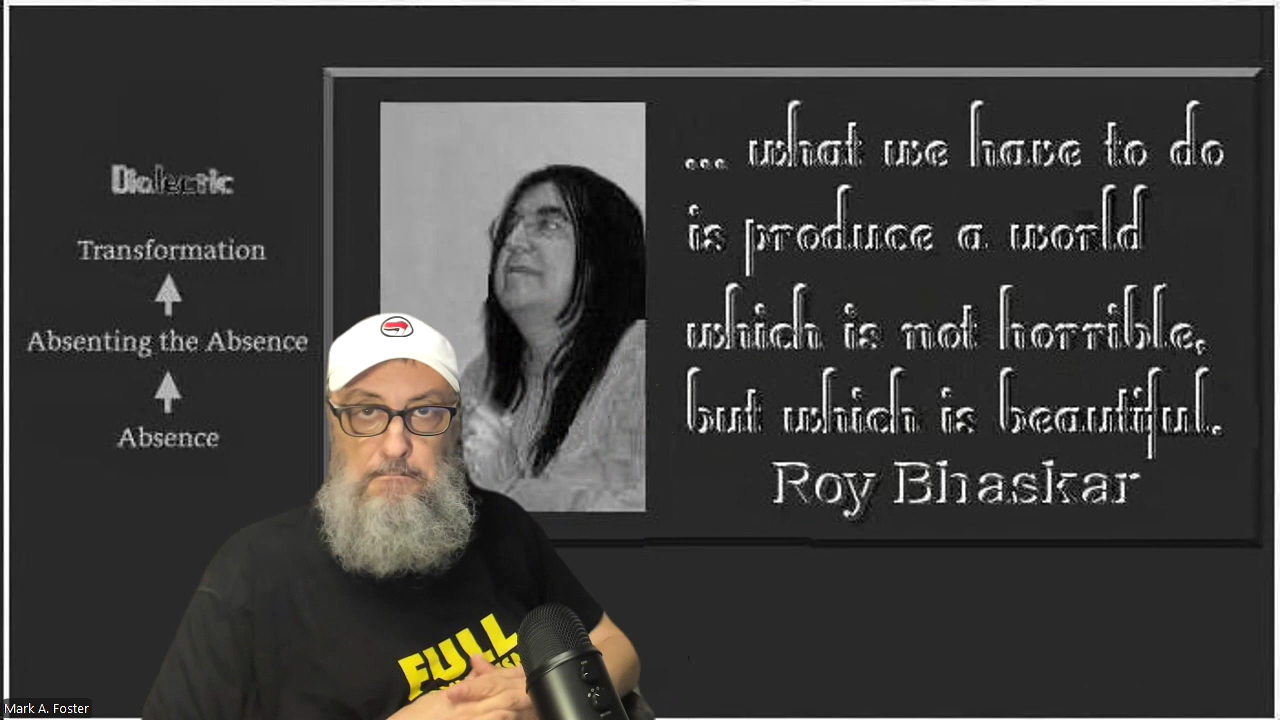 Dialectic
Transformation
Absenting the Absence
Absence
... what we have to do
is produce a world
which is not horrible,
but which is beautiful.
Roy Bhaskar
FULL
Mark A. Foster